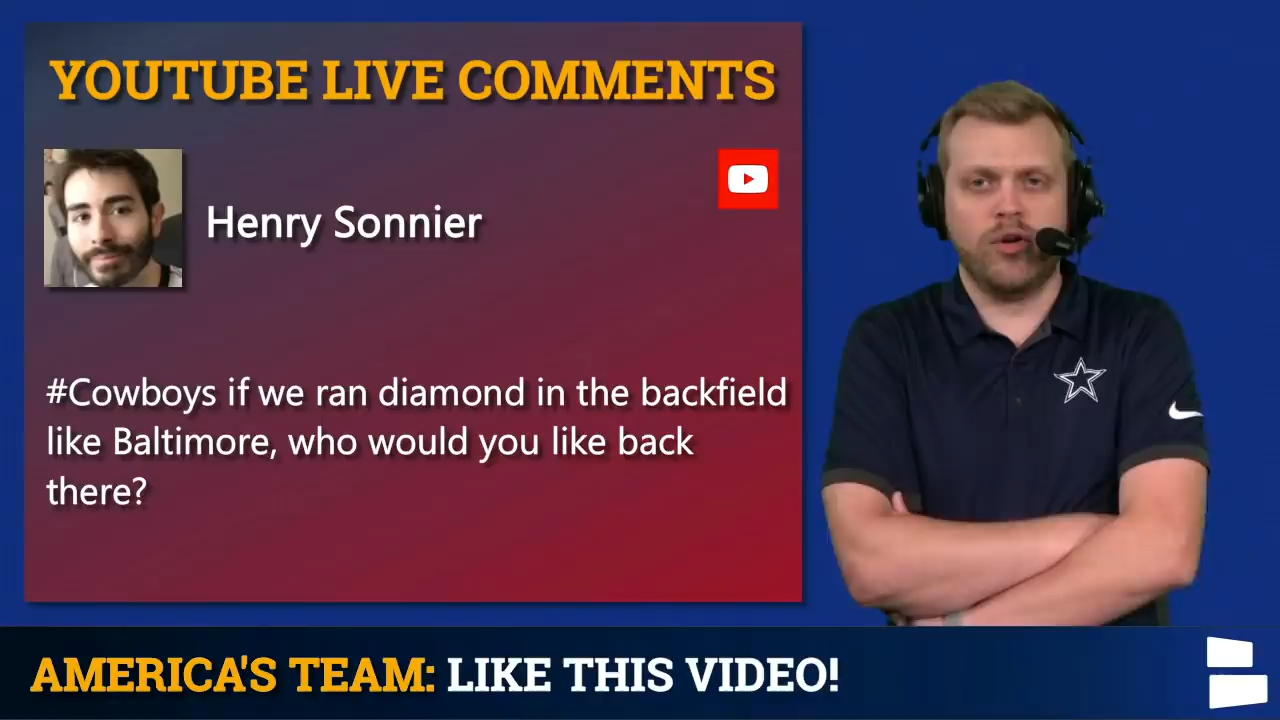 YOUTUBE LIVE COMMENTS
Henry Sonnier
#Cowboys if we ran diamond in the backfield
like Baltimore, who would you like back
there?
AMERICA'S TEAM: LIKE THIS VIDEO!